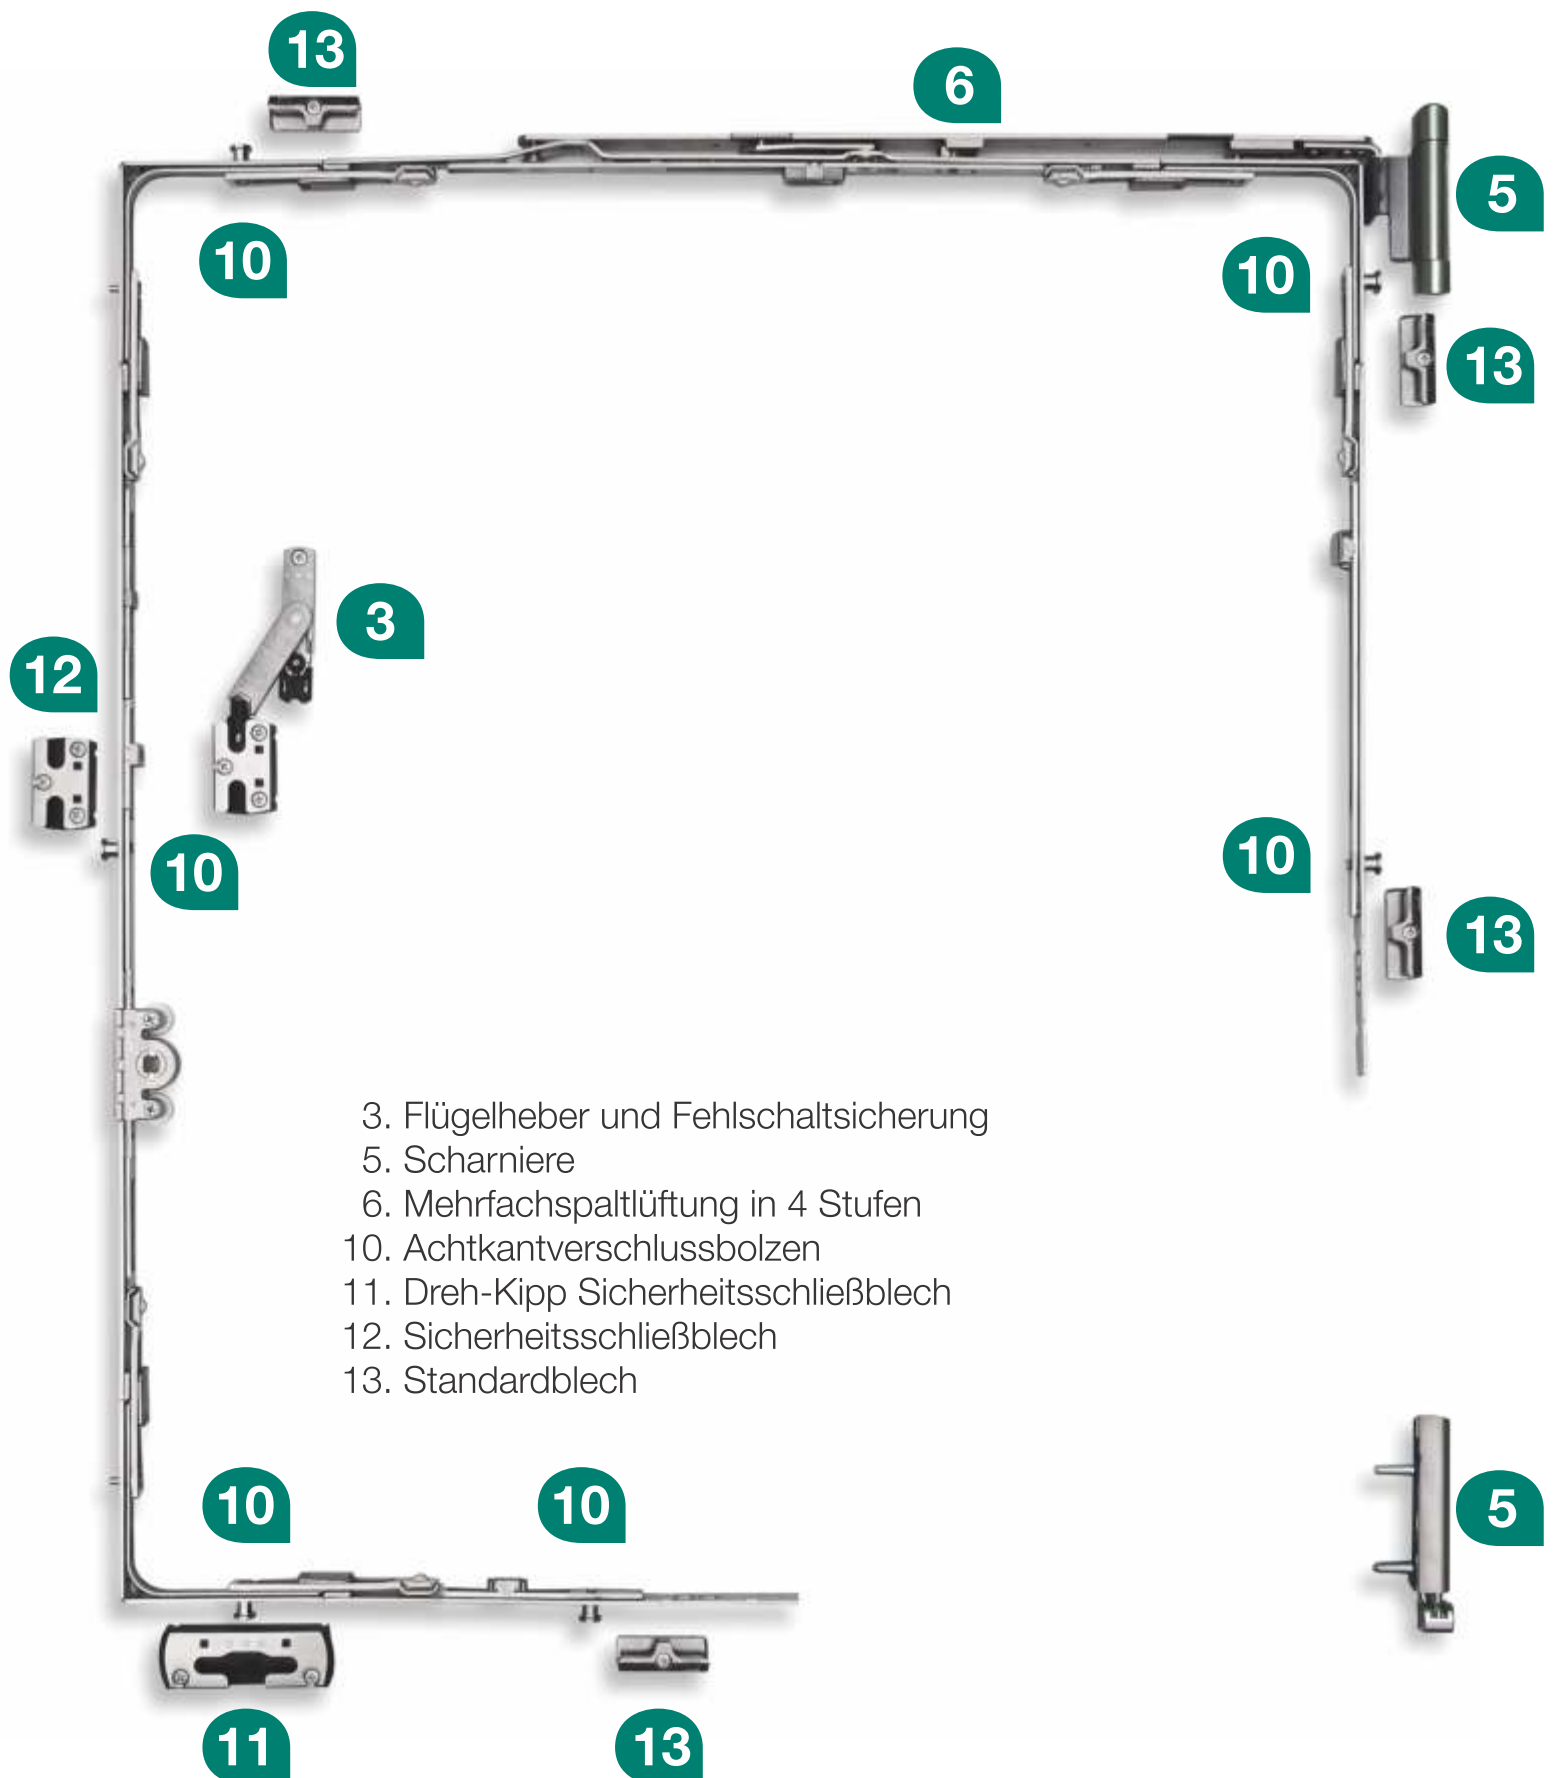 13
6
5
10
10
13
3
12
10
10
13
3. Flügelheber und Fehlschaltsicherung
5. Scharniere
6. Mehrfachspaltlüftung in 4 Stufen
10. Achtkantverschlussbolzen
11. Dreh-Kipp Sicherheitsschließblech
12. Sicherheitsschließblech
13. Standardblech
10
10
5
11
13